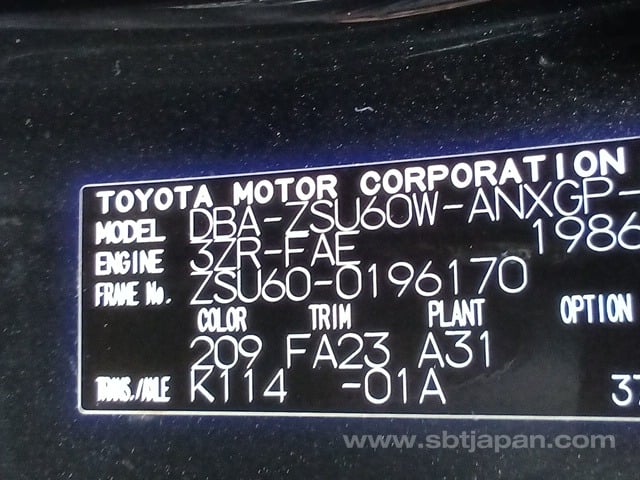 TOYOTA MOTOR CORPORATION
MODEL DBA-ZSU60W-ANXGP-
ENGINE 3ZR-FAE 1986
FRAME No. ZSU60-0196170
COLOR TRIM PLANT OPTION
209 FA23 A31
TRANS./AXLE K114 -01A 37
www.sbtjapan.com